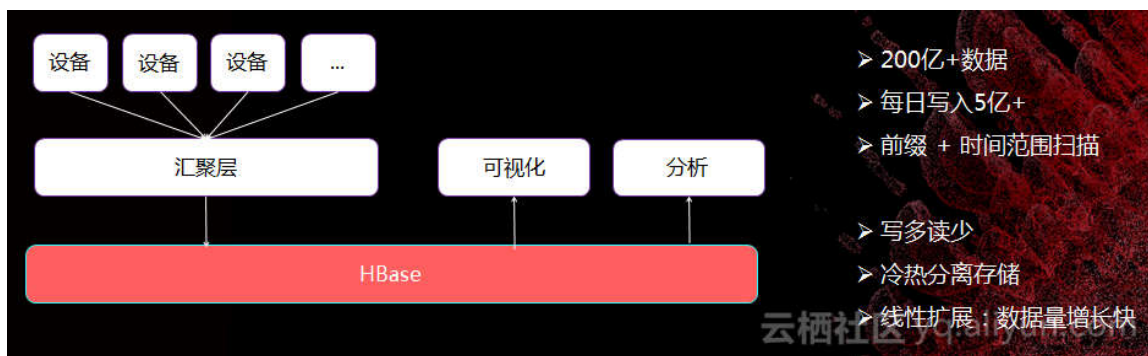 设备
设备
设备
...
汇聚层
可视化
分析
HBase
➢ 200亿+数据
➢ 每日写入5亿+
➢ 前缀 + 时间范围扫描
➢ 写多读少
➢ 冷热分离存储
➢ 线性扩展：数据量增长快
云栖社区 yq.aliyun.com